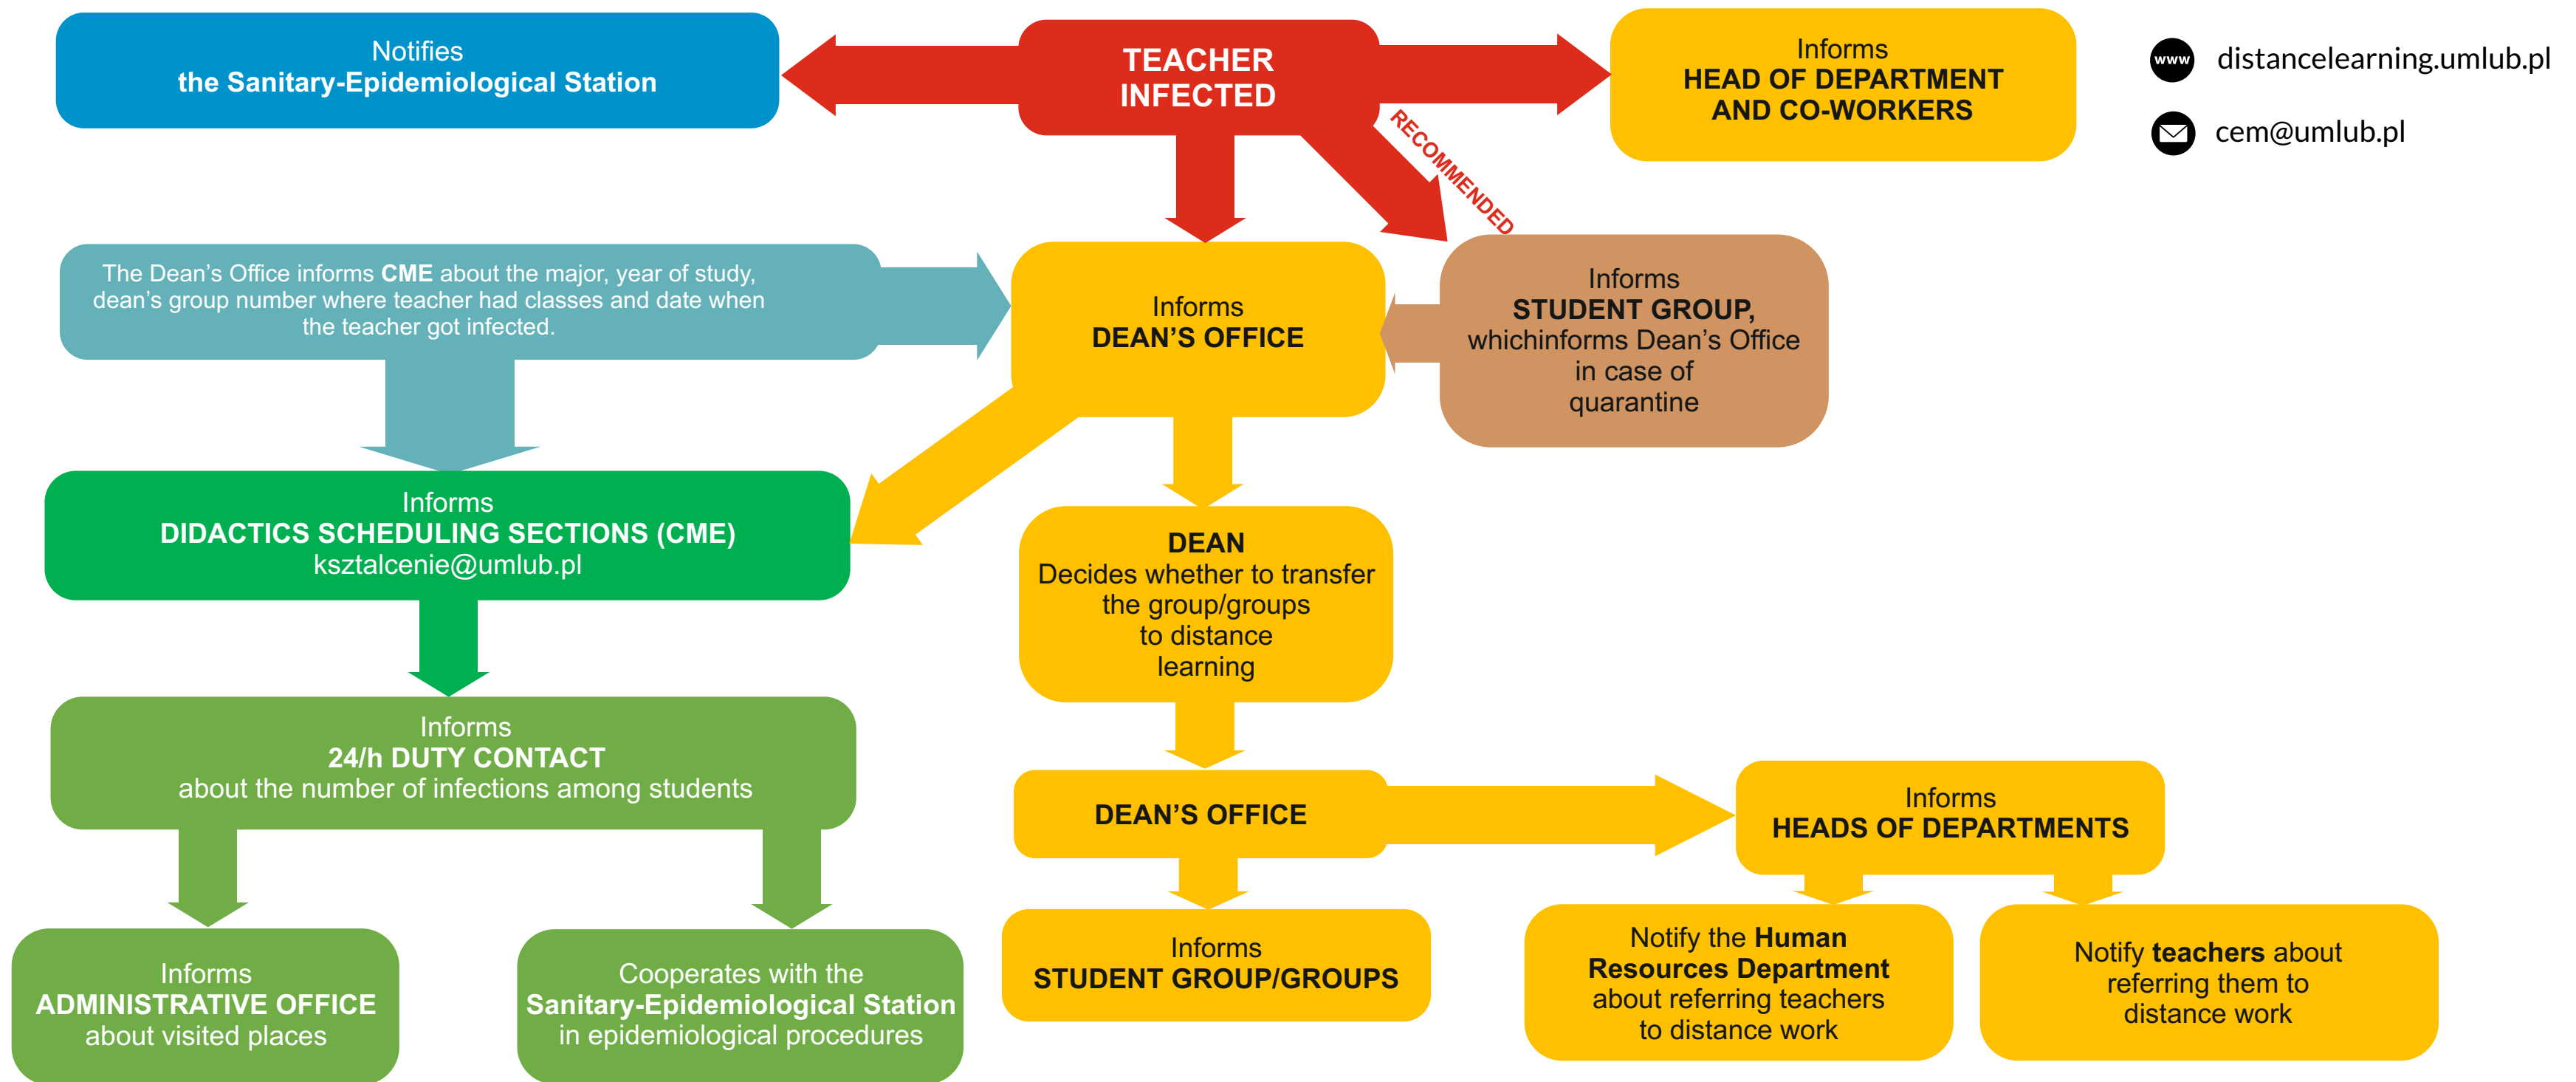 Notifies
the Sanitary-Epidemiological Station
TEACHER
INFECTED
Informs
HEAD OF DEPARTMENT
AND CO-WORKERS
www distancelearning.umlub.pl
cem@umlub.pl
RECOMMENDED
The Dean’s Office informs CME about the major, year of study,
dean’s group number where teacher had classes and date when
the teacher got infected.
Informs
DEAN’S OFFICE
Informs
STUDENT GROUP,
whichinforms Dean’s Office
in case of
quarantine
Informs
DIDACTICS SCHEDULING SECTIONS (CME)
ksztalcenie@umlub.pl
DEAN
Decides whether to transfer
the group/groups
to distance
learning
Informs
24/h DUTY CONTACT
about the number of infections among students
DEAN’S OFFICE
Informs
HEADS OF DEPARTMENTS
Informs
ADMINISTRATIVE OFFICE
about visited places
Cooperates with the
Sanitary-Epidemiological Station
in epidemiological procedures
Informs
STUDENT GROUP/GROUPS
Notify the Human
Resources Department
about referring teachers
to distance work
Notify teachers about
referring them to
distance work